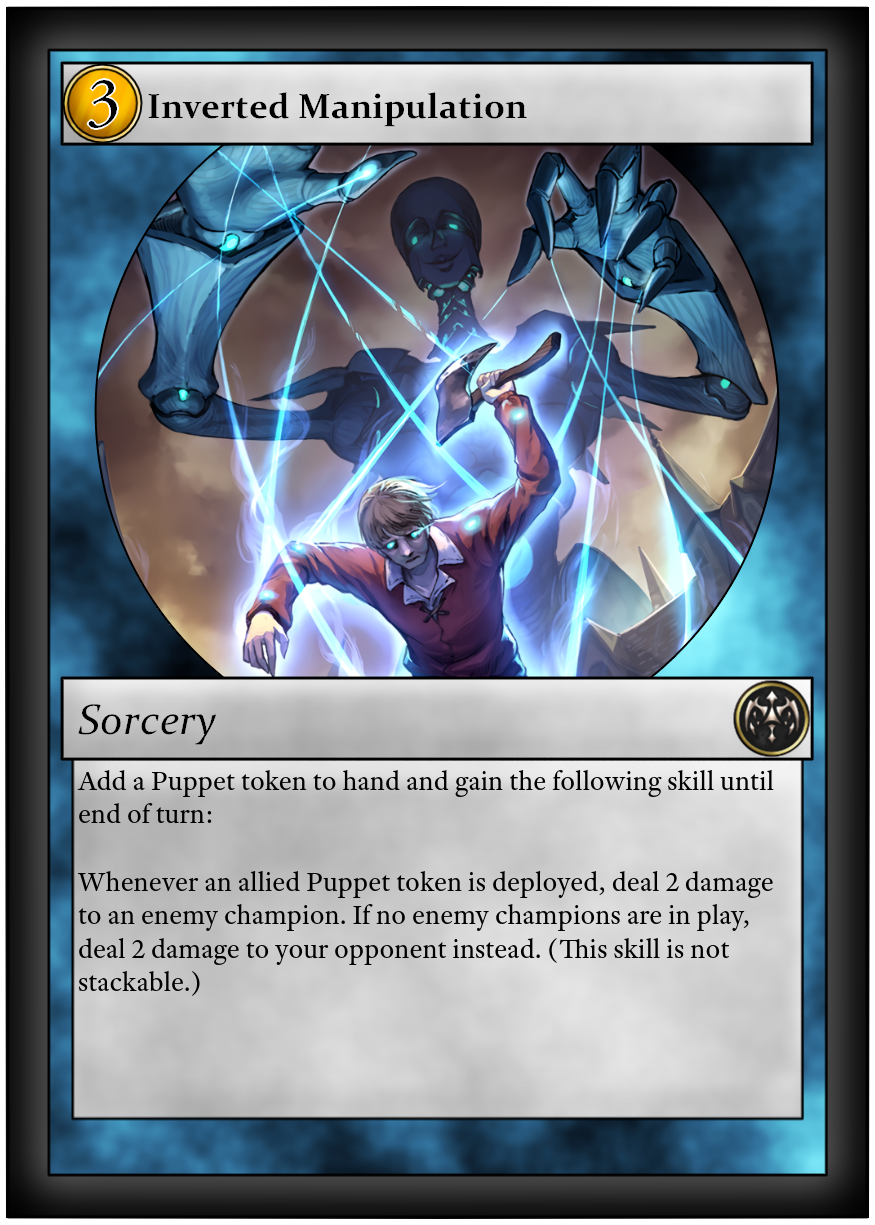 3 Inverted Manipulation
Sorcery
Add a Puppet token to hand and gain the following skill until
end of turn:
Whenever an allied Puppet token is deployed, deal 2 damage
to an enemy champion. If no enemy champions are in play,
deal 2 damage to your opponent instead. (This skill is not
stackable.)